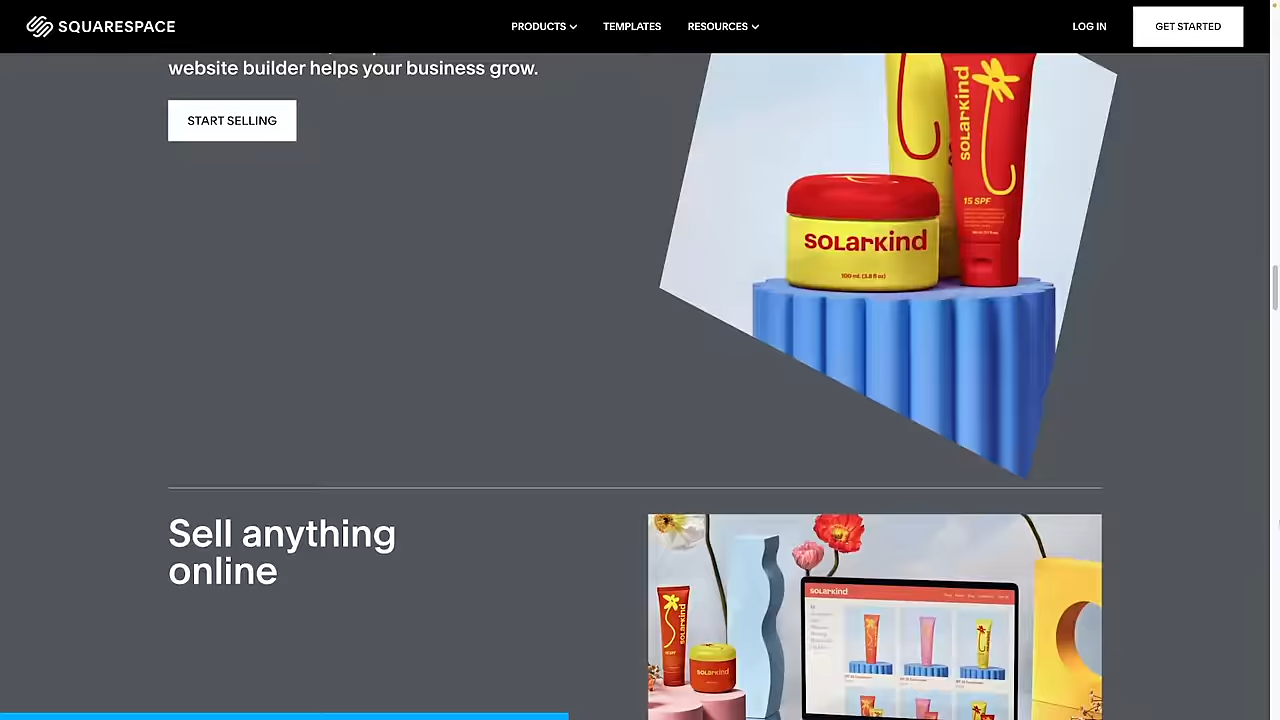 SQUARESPACE
PRODUCTS
TEMPLATES
RESOURCES
LOG IN
GET STARTED
website builder helps your business grow.
START SELLING
solarkind
15 SPF
solarkind
100 ml. (3.8 fl oz)
Sell anything
online
solarkind
solarkind
solarkind